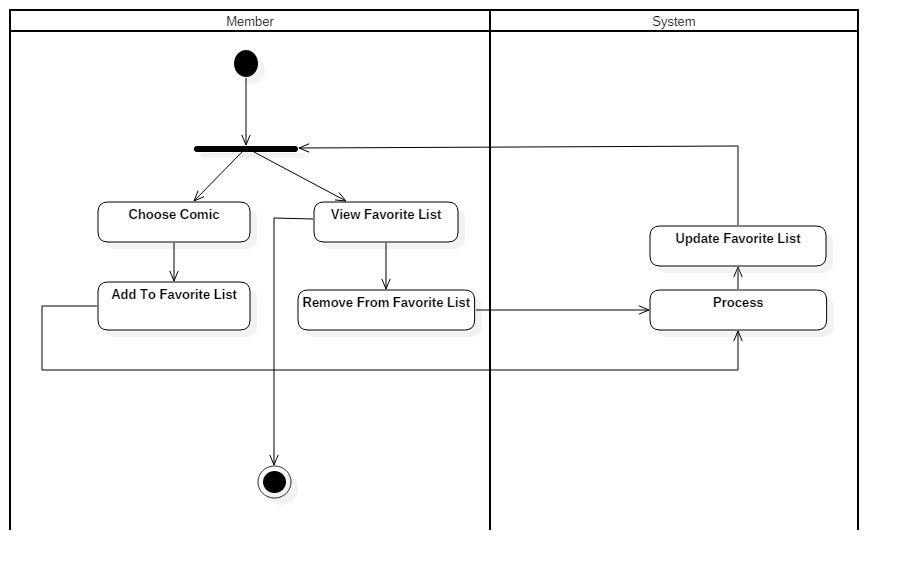 Member
System
Choose Comic
View Favorite List
Update Favorite List
Add To Favorite List
Remove From Favorite List
Process